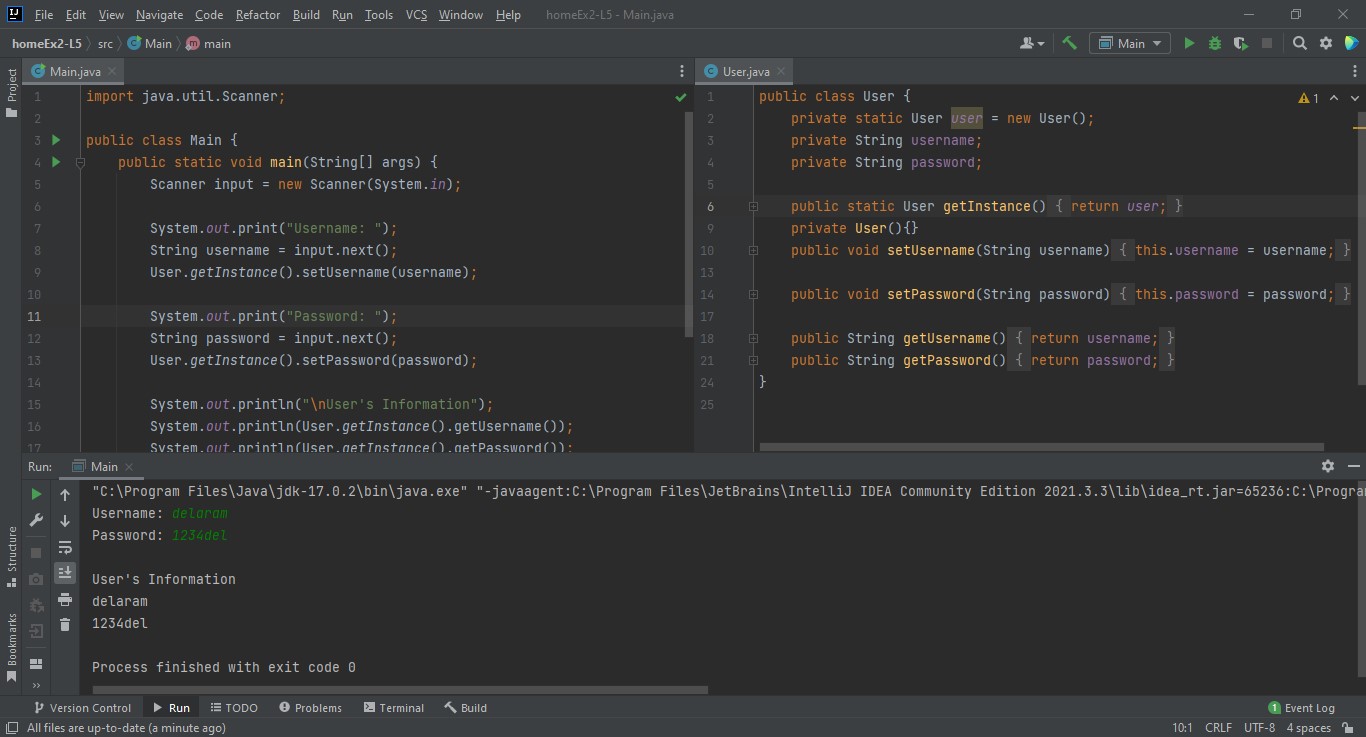 File Edit View Navigate Code Refactor Build Run Tools VCS Window Help homeEx2-L5 - Main.java
homeEx2-L5 src Main main
Main
Project
Main.java
1 import java.util.Scanner;
2
3 public class Main {
4 public static void main(String[] args) {
5 Scanner input = new Scanner(System.in);
6
7 System.out.print("Username: ");
8 String username = input.next();
9 User.getInstance().setUsername(username);
10
11 System.out.print("Password: ");
12 String password = input.next();
13 User.getInstance().setPassword(password);
14
15 System.out.println("\nUser's Information");
16 System.out.println(User.getInstance().getUsername());
17 System.out.println(User.getInstance().getPassword());
User.java
1 public class User {
1
2 private static User user = new User();
3 private String username;
4 private String password;
5
6 public static User getInstance() { return user; }
9 private User(){}
10 public void setUsername(String username) { this.username = username; }
13
14 public void setPassword(String password) { this.password = password; }
17
18 public String getUsername() { return username; }
21 public String getPassword() { return password; }
24 }
25
Run: Main
"C:\Program Files\Java\jdk-17.0.2\bin\java.exe" "-javaagent:C:\Program Files\JetBrains\IntelliJ IDEA Community Edition 2021.3.3\lib\idea_rt.jar=65236:C:\Progra
Username: delaram
Password: 1234del
User's Information
delaram
1234del
Process finished with exit code 0
Structure
Bookmarks
Version Control Run TODO Problems Terminal Build 1 Event Log
All files are up-to-date (a minute ago) 10:1 CRLF UTF-8 4 spaces